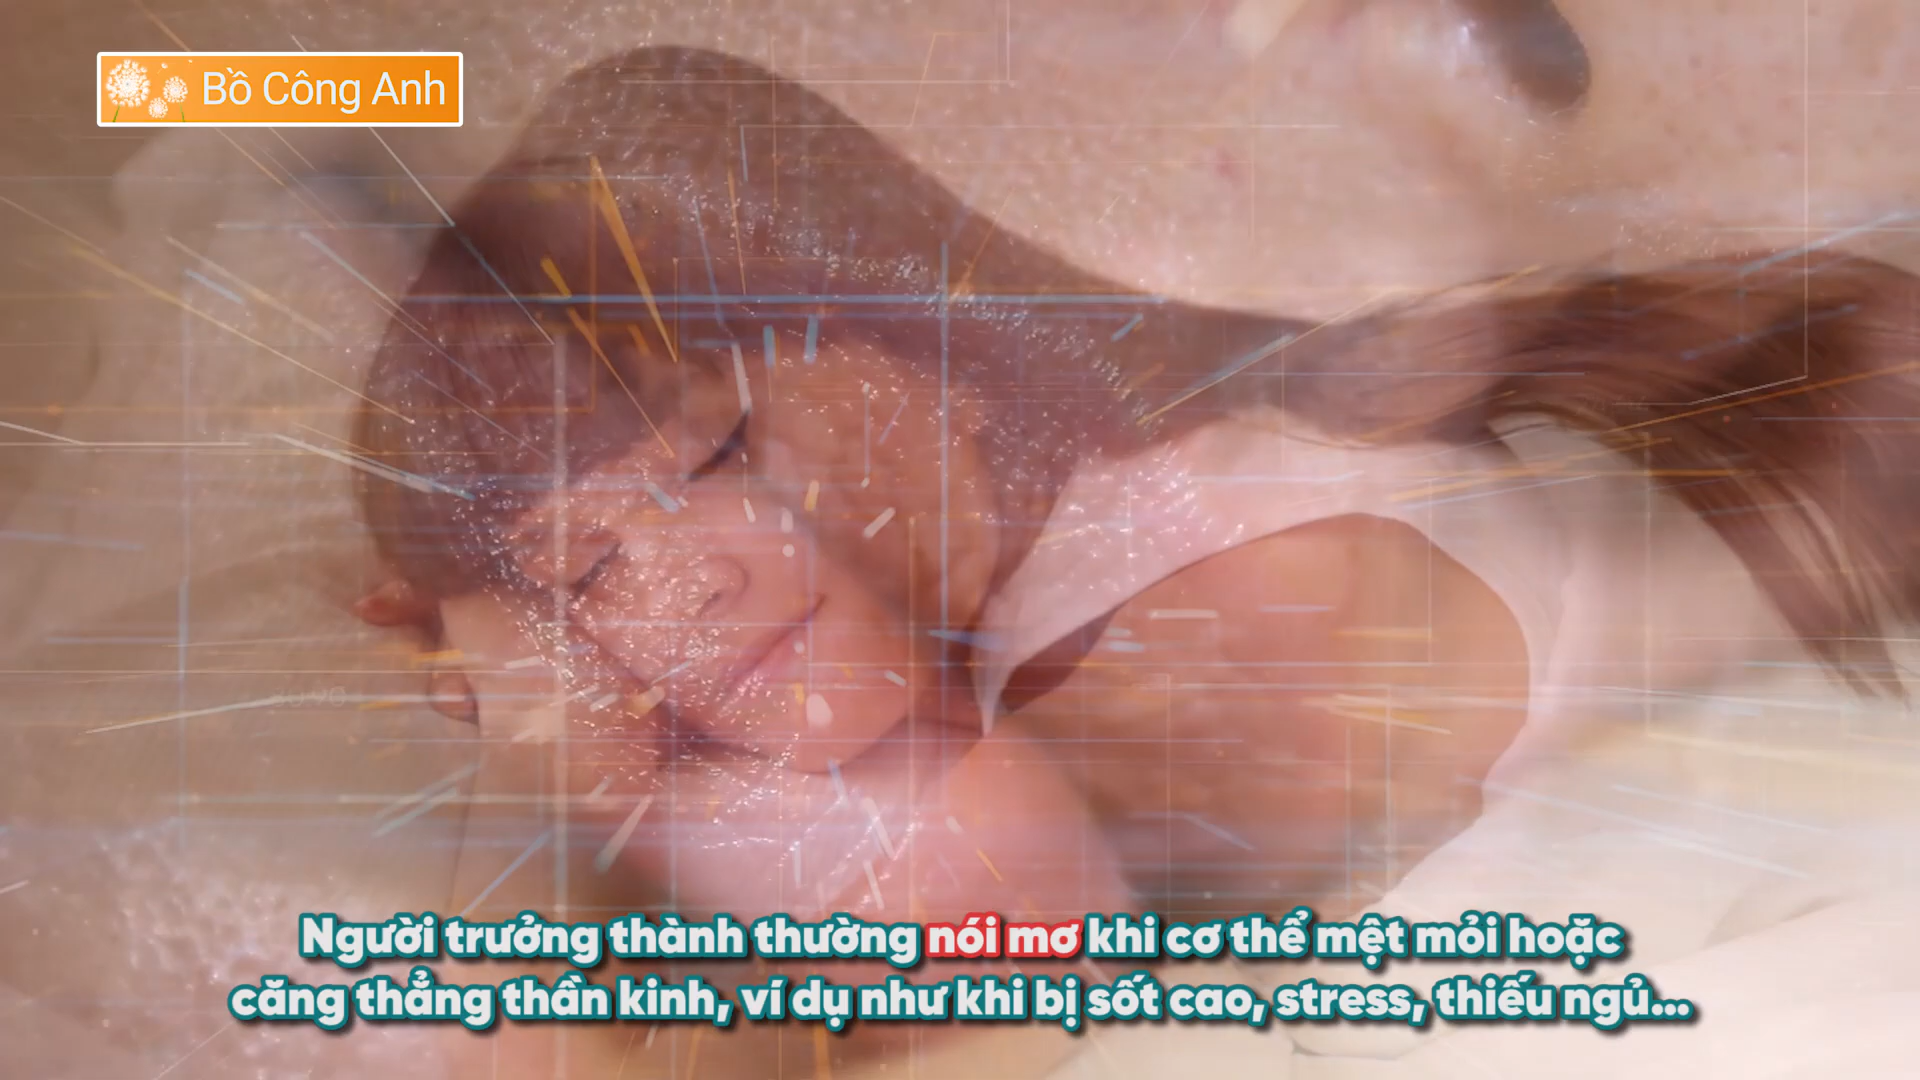 Bồ Công Anh
Người trưởng thành thường nói mơ khi cơ thể mệt mỏi hoặc
căng thẳng thần kinh, ví dụ như khi bị sốt cao, stress, thiếu ngủ...